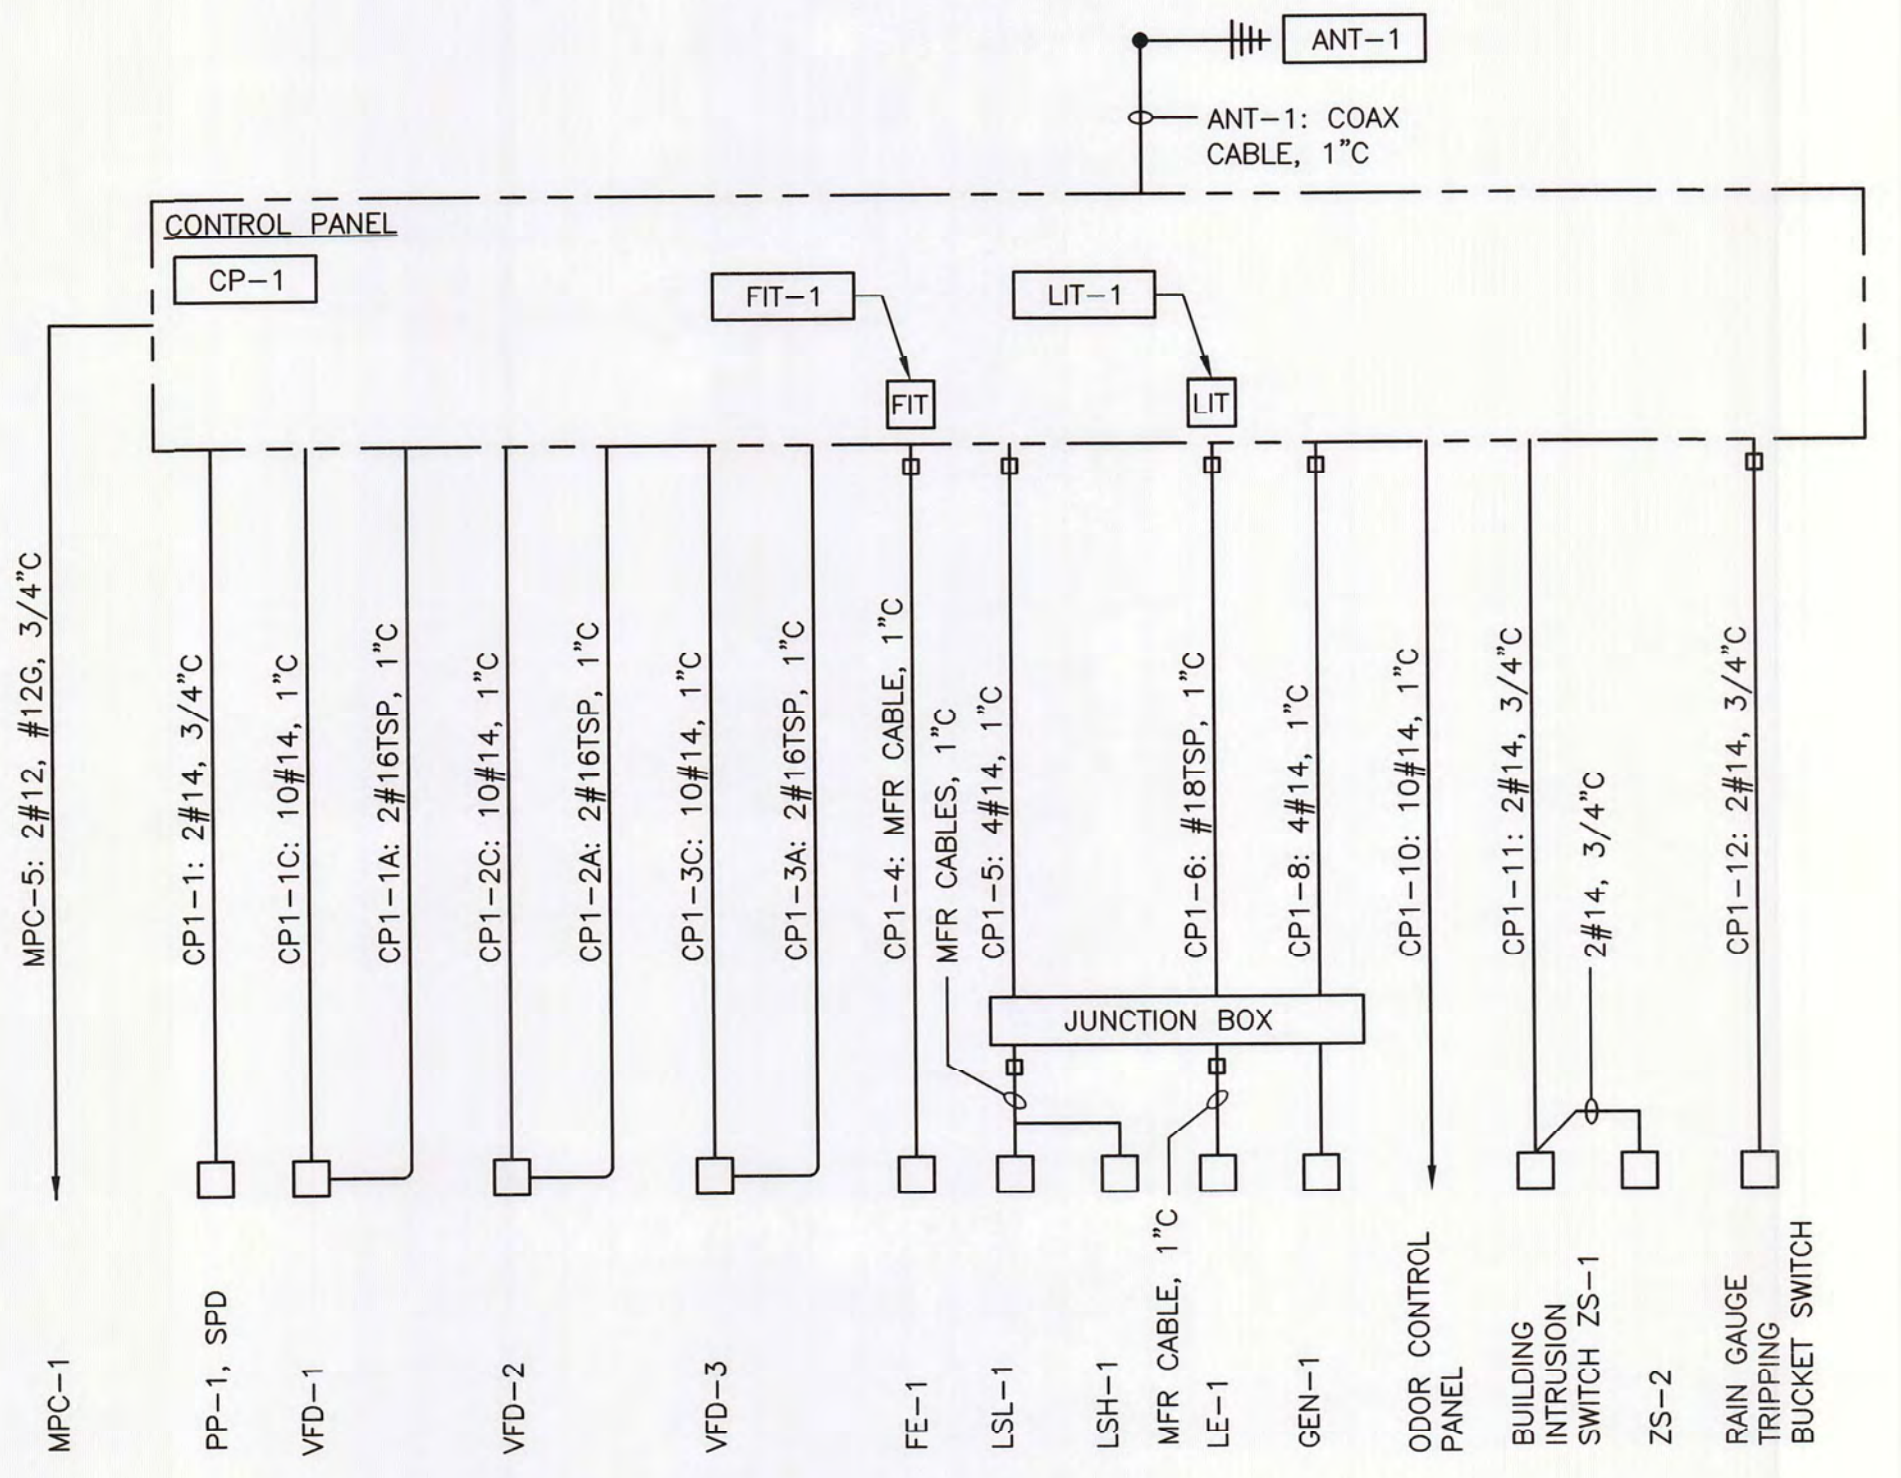 ANT-1
ANT-1: COAX
CABLE, 1"C
CONTROL PANEL
CP-1
FIT-1
LIT-1
FIT
LIT
MPC-5: 2#12, #12G, 3/4"C
CP1-1: 2#14, 3/4"C
CP1-1C: 10#14, 1"C
CP1-1A: 2#16TSP, 1"C
CP1-2C: 10#14, 1"C
CP1-2A: 2#16TSP, 1"C
CP1-3C: 10#14, 1"C
CP1-3A: 2#16TSP, 1"C
CP1-4: MFR CABLE, 1"C
MFR CABLES, 1"C
CP1-5: 4#14, 1"C
CP1-6: #18TSP, 1"C
CP1-8: 4#14, 1"C
CP1-10: 10#14, 1"C
CP1-11: 2#14, 3/4"C
2#14, 3/4"C
CP1-12: 2#14, 3/4"C
JUNCTION BOX
MPC-1
PP-1, SPD
VFD-1
VFD-2
VFD-3
FE-1
LSL-1
LSH-1
MFR CABLE, 1"C
LE-1
GEN-1
ODOR CONTROL
PANEL
BUILDING
INTRUSION
SWITCH ZS-1
ZS-2
RAIN GAUGE
TRIPPING
BUCKET SWITCH